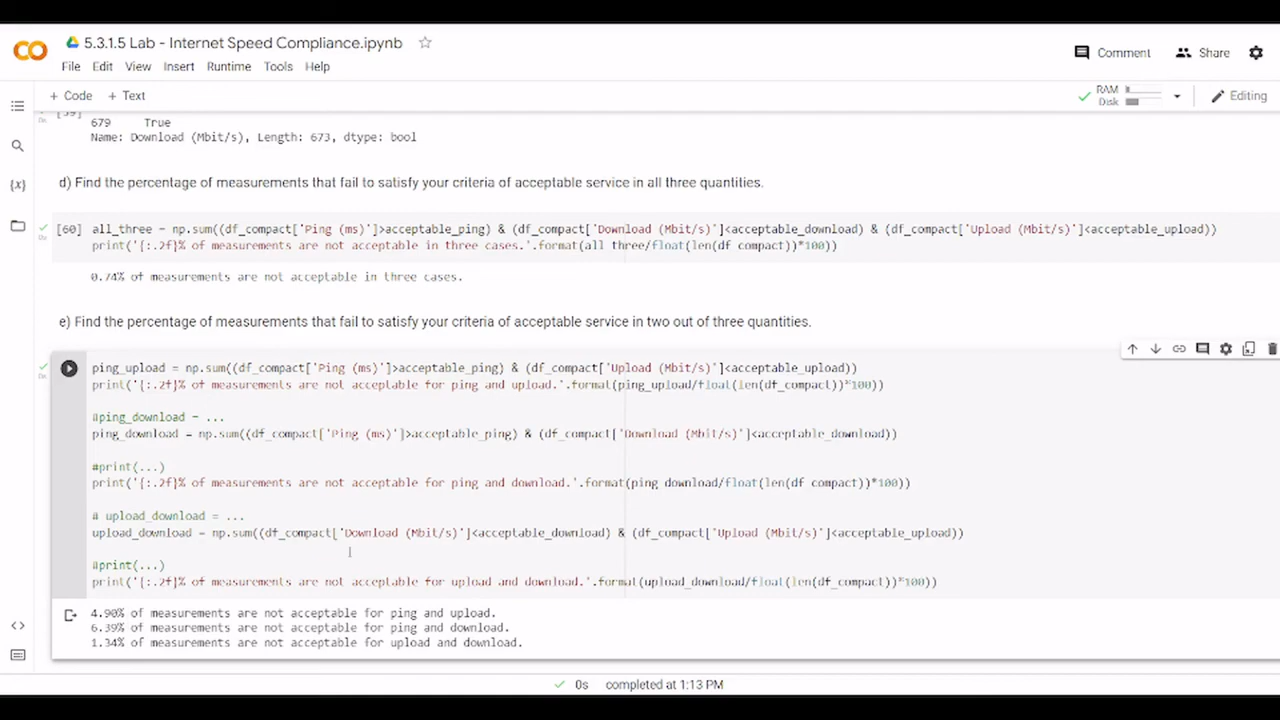 5.3.1.5 Lab - Internet Speed Compliance.ipynb
File Edit View Insert Runtime Tools Help
Comment
Share
+ Code + Text
RAM
Disk
Editing
[59]
679 True
Name: Download (Mbit/s), Length: 673, dtype: bool
d) Find the percentage of measurements that fail to satisfy your criteria of acceptable service in all three quantities.
[60] all_three = np.sum((df_compact['Ping (ms)']>acceptable_ping) & (df_compact['Download (Mbit/s)']<acceptable_download) & (df_compact['Upload (Mbit/s)']<acceptable_upload))
print('{:.2f}% of measurements are not acceptable in three cases.'.format(all_three/float(len(df_compact))*100))
0s
0.74% of measurements are not acceptable in three cases.
e) Find the percentage of measurements that fail to satisfy your criteria of acceptable service in two out of three quantities.
ping_upload = np.sum((df_compact['Ping (ms)']>acceptable_ping) & (df_compact['Upload (Mbit/s)']<acceptable_upload))
print('{:.2f}% of measurements are not acceptable for ping and upload.'.format(ping_upload/float(len(df_compact))*100))
0s
#ping_download = ...
ping_download = np.sum((df_compact['Ping (ms)']>acceptable_ping) & (df_compact['Download (Mbit/s)']<acceptable_download))
#print(...)
print('{:.2f}% of measurements are not acceptable for ping and download.'.format(ping_download/float(len(df_compact))*100))
# upload_download = ...
upload_download = np.sum((df_compact['Download (Mbit/s)']<acceptable_download) & (df_compact['Upload (Mbit/s)']<acceptable_upload))
#print(...)
print('{:.2f}% of measurements are not acceptable for upload and download.'.format(upload_download/float(len(df_compact))*100))
4.90% of measurements are not acceptable for ping and upload.
6.39% of measurements are not acceptable for ping and download.
1.34% of measurements are not acceptable for upload and download.
0s completed at 1:13 PM